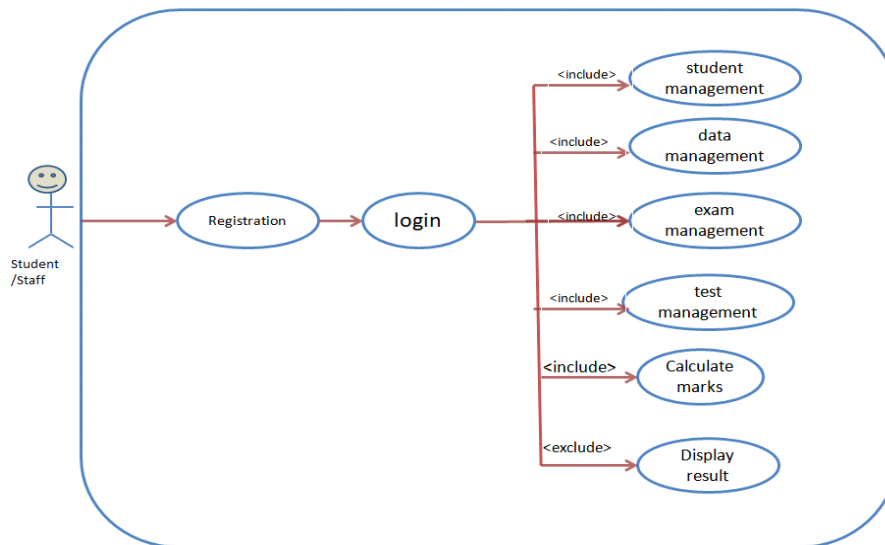 <include>
student
management
<include>
data
management
Student
/Staff
Registration
login
<include>
exam
management
<include>
test
management
<include>
Calculate
marks
<exclude>
Display
result